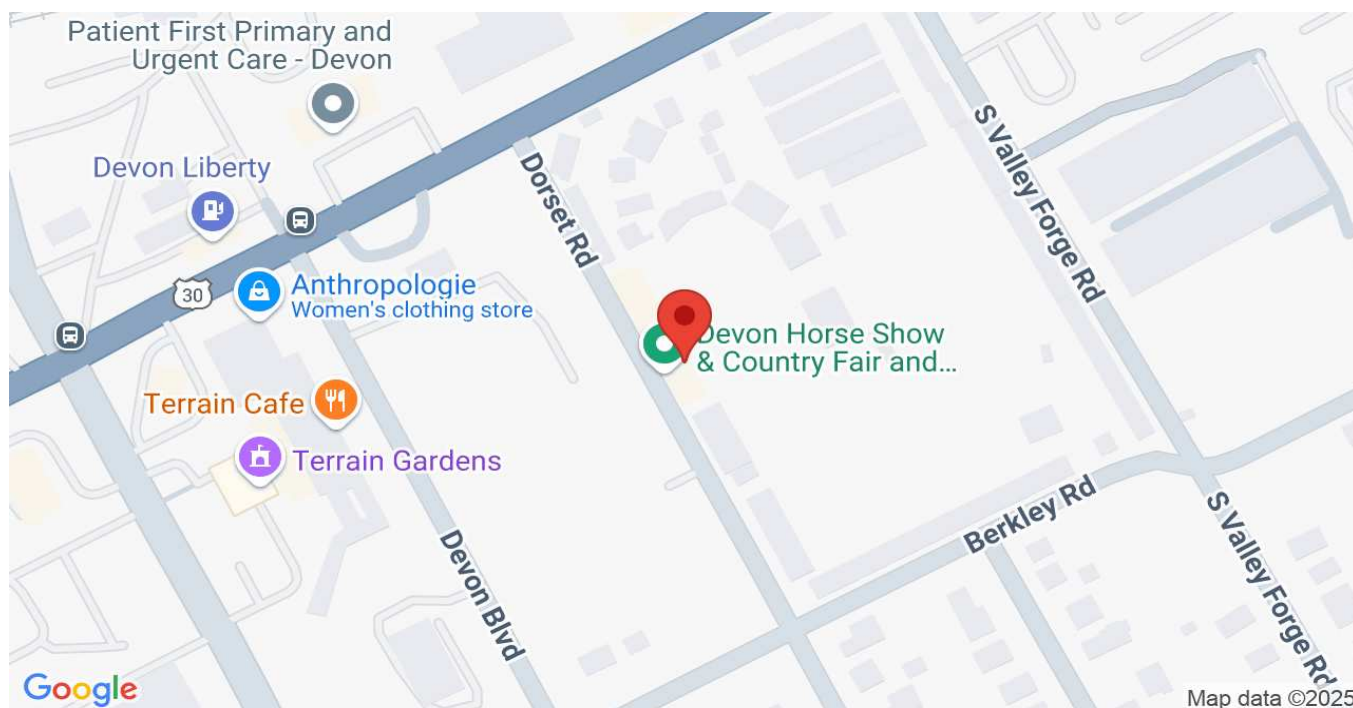 Patient First Primary and
Urgent Care - Devon
Devon Liberty
30
Anthropologie
Women's clothing store
Terrain Cafe
Terrain Gardens
Devon Blvd
Dorset Rd
Devon Horse Show
& Country Fair and...
S Valley Forge Rd
Berkley Rd
S Valley Forge Rd
Google
Map data ©2025